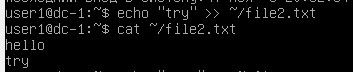 user1@dc-1:~$ echo "try" >> ~/file2.txt
user1@dc-1:~$ cat ~/file2.txt
hello
try